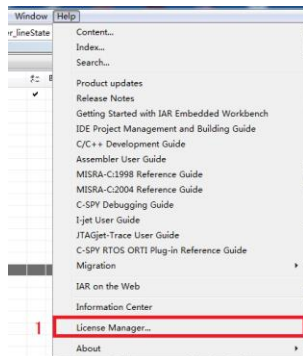 Window Help
er_lineState
Content...
Index...
Search...
Product updates
Release Notes
Getting Started with IAR Embedded Workbench
IDE Project Management and Building Guide
C/C++ Development Guide
Assembler User Guide
MISRA-C:1998 Reference Guide
MISRA-C:2004 Reference Guide
C-SPY Debugging Guide
I-jet User Guide
JTAGjet-Trace User Guide
C-SPY RTOS ORTI Plug-in Reference Guide
Migration
IAR on the Web
Information Center
1 License Manager...
About